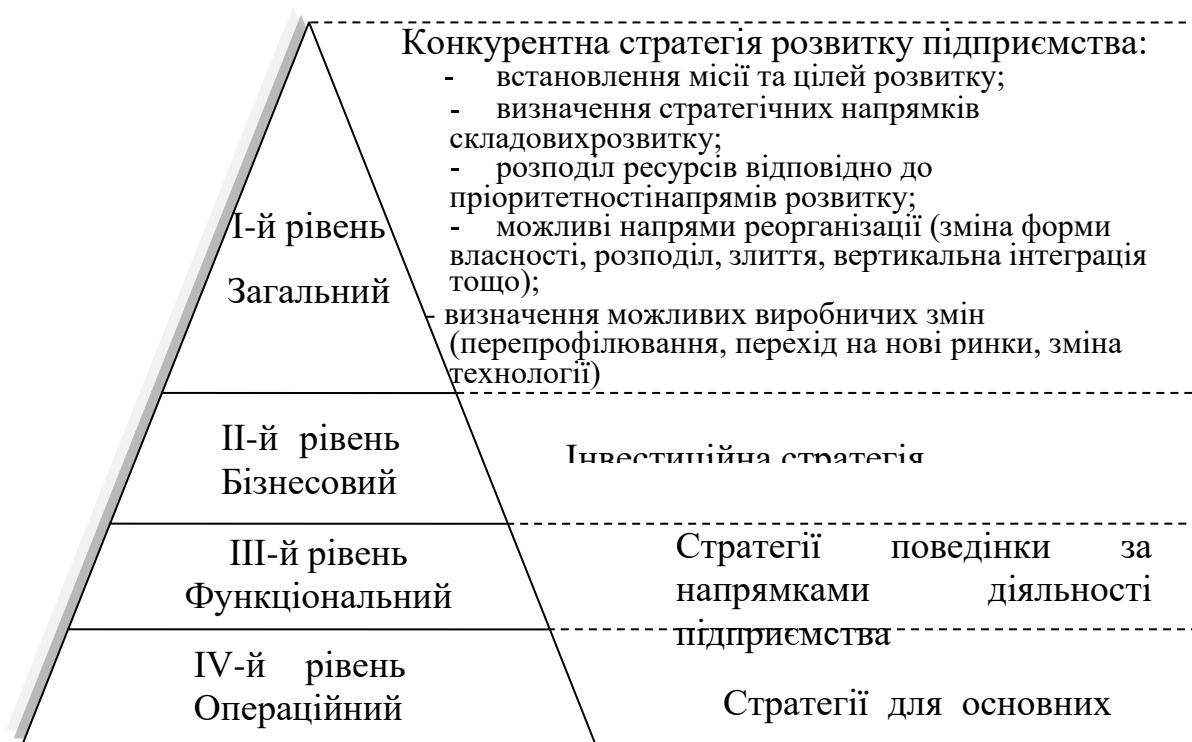 Конкурентна стратегія розвитку підприємства:
- встановлення місії та цілей розвитку;
- визначення стратегічних напрямків
складовихрозвитку;
- розподіл ресурсів відповідно до
пріоритетностінапрямів розвитку;
- можливі напрями реорганізації (зміна форми
власності, розподіл, злиття, вертикальна інтеграція
тощо);
- визначення можливих виробничих змін
(перепрофілювання, перехід на нові ринки, зміна
технології)
І-й рівень
Загальний
ІІ-й рівень
Бізнесовий
Інвестиційна стратегія
ІІІ-й рівень
Функціональний
Стратегії поведінки за
напрямками діяльності
підприємства
IV-й рівень
Операційний
Стратегії для основних